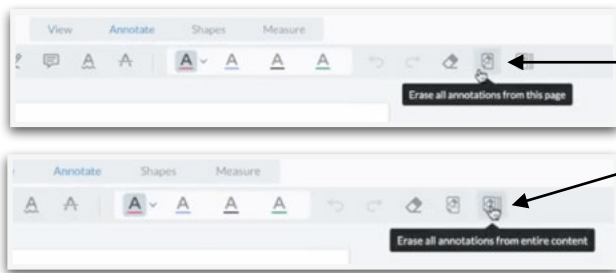 View Annotate Shapes Measure
A A A A A A
Erase all annotations from this page
Annotate Shapes Measure
A A A A A A
Erase all annotations from entire content